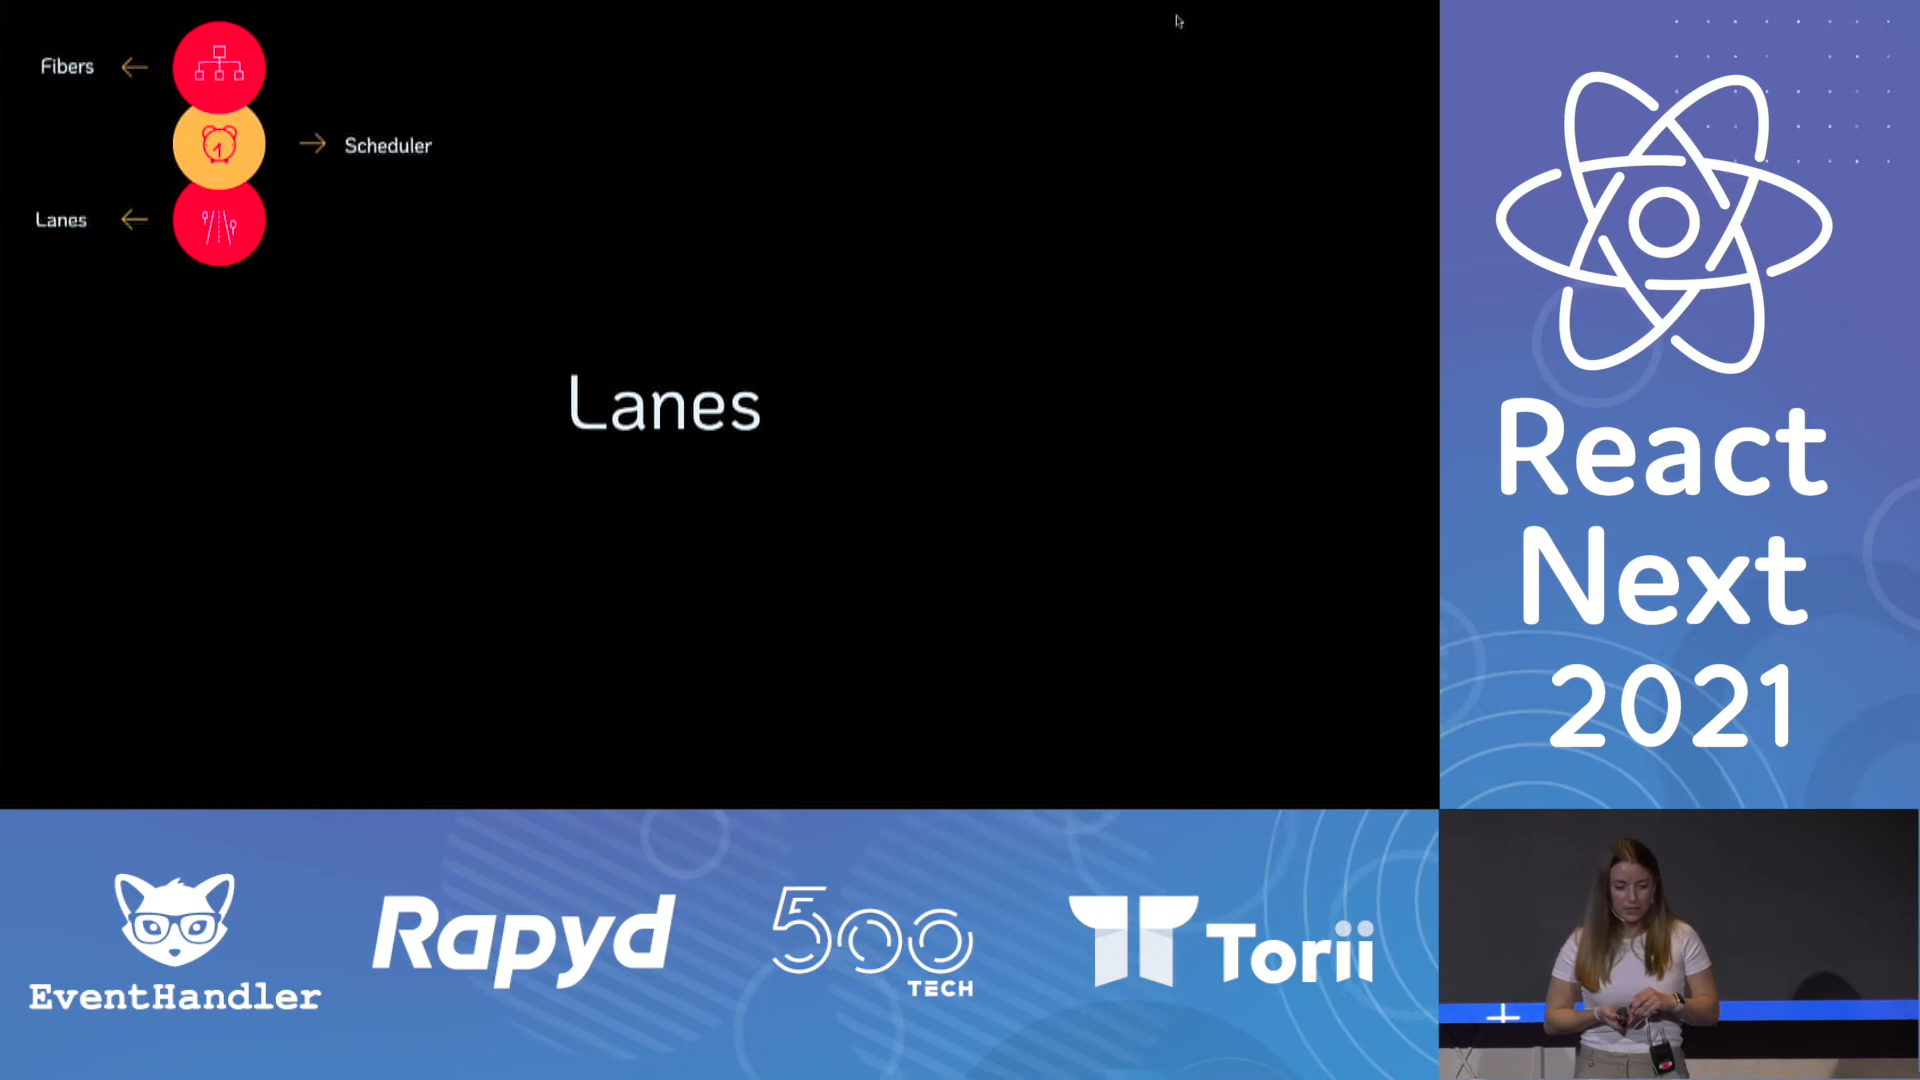 Fibers
Scheduler
Lanes
Lanes
React
Next
2021
EventHandler
Rapyd
500
TECH
Torii